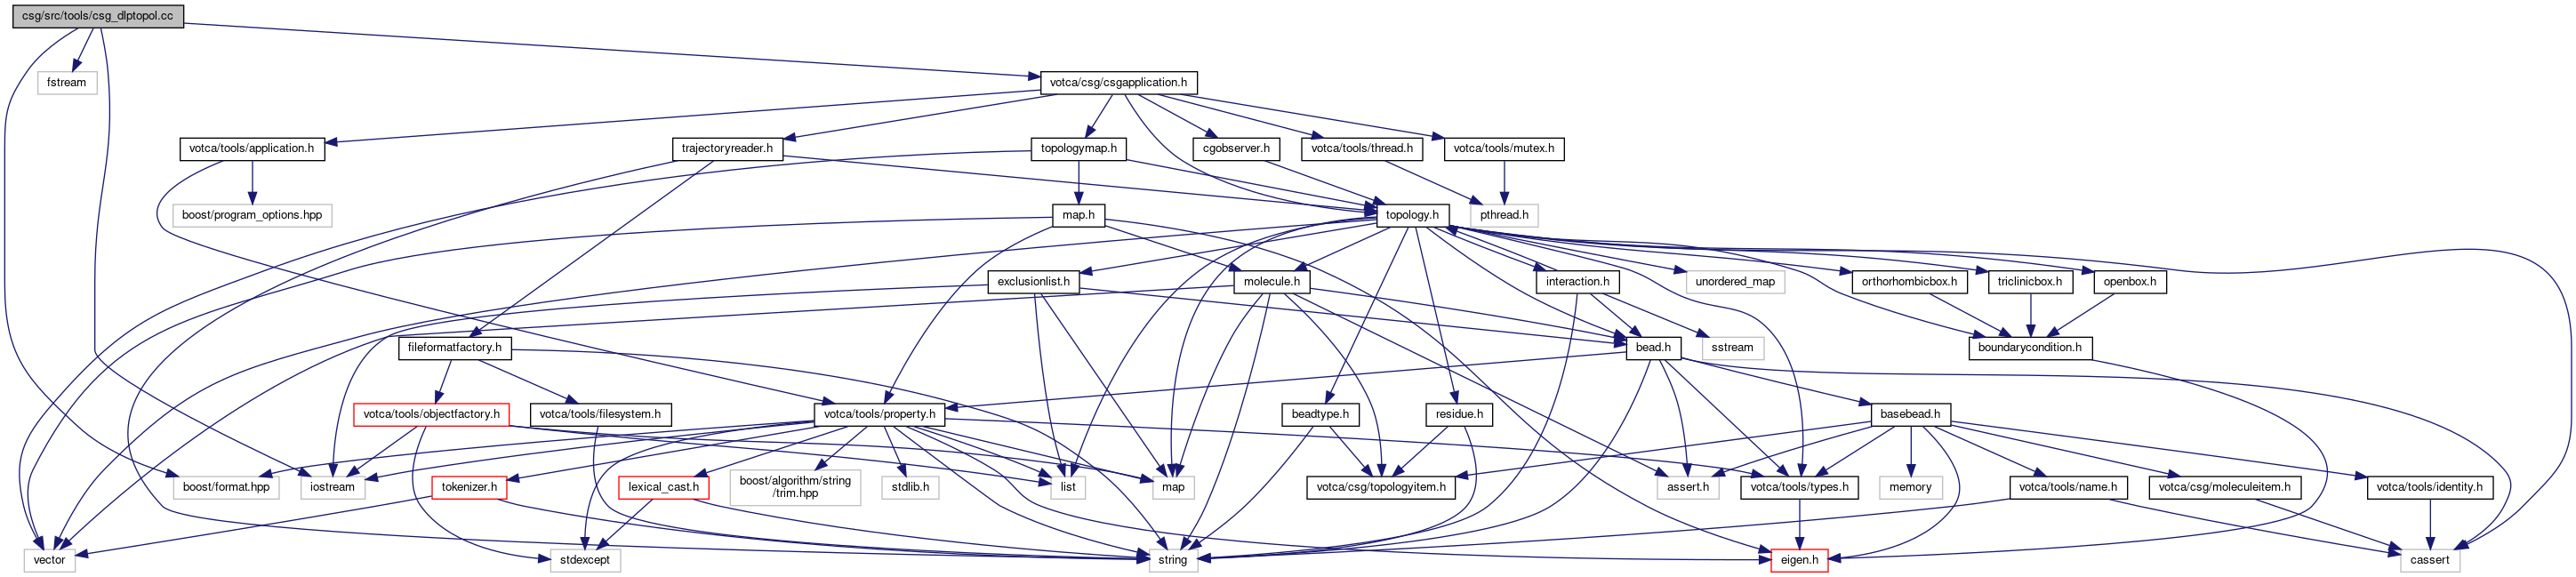 csg/src/tools/csg_dlptopol.cc
fstream
votca/csg/csgapplication.h
votca/tools/application.h
trajectoryreader.h
topologymap.h
cgobserver.h
votca/tools/thread.h
votca/tools/mutex.h
boost/program_options.hpp
map.h
topology.h
pthread.h
exclusionlist.h
molecule.h
interaction.h
unordered_map
orthorhombicbox.h
triclinicbox.h
openbox.h
fileformatfactory.h
bead.h
sstream
boundarycondition.h
votca/tools/objectfactory.h
votca/tools/filesystem.h
votca/tools/property.h
beadtype.h
residue.h
basebead.h
boost/format.hpp
iostream
tokenizer.h
lexical_cast.h
boost/algorithm/string
/trim.hpp
stdlib.h
list
map
votca/csg/topologyitem.h
assert.h
votca/tools/types.h
memory
votca/tools/name.h
votca/csg/moleculeitem.h
votca/tools/identity.h
vector
stdexcept
string
eigen.h
cassert